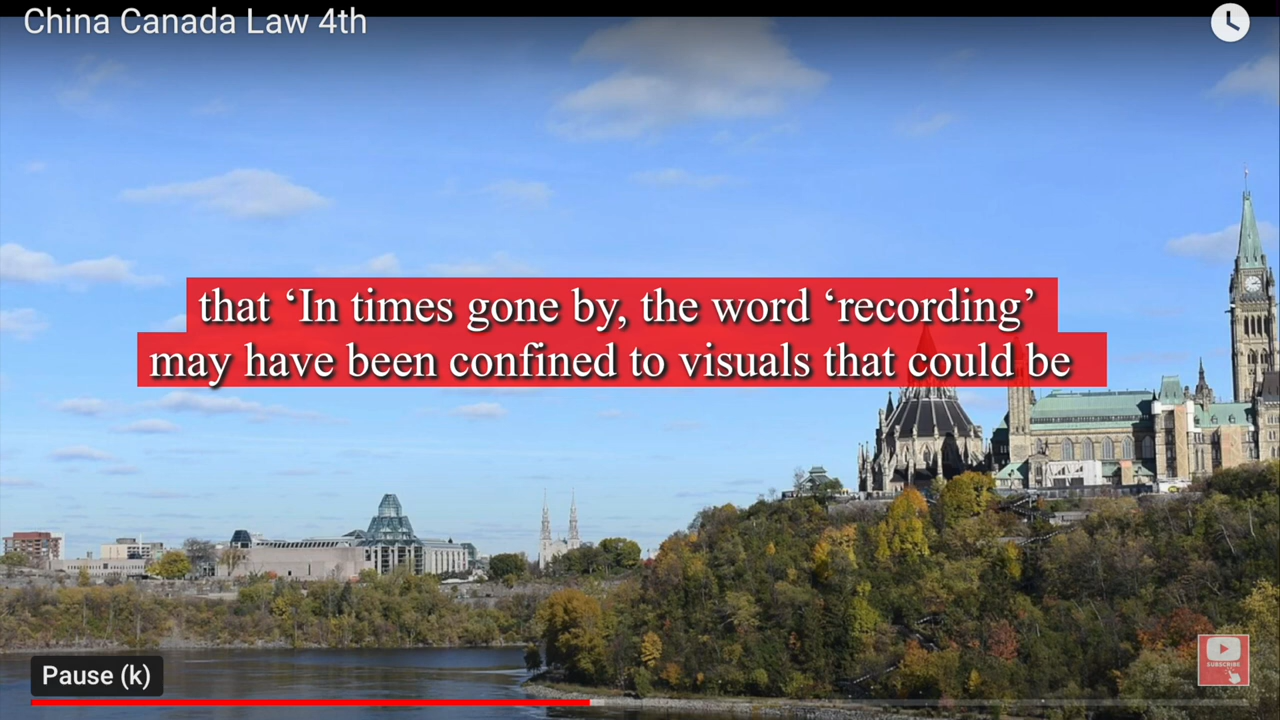 China Canada Law 4th
that ‘In times gone by, the word ‘recording’
may have been confined to visuals that could be
SUBSCRIBE
Pause (k)